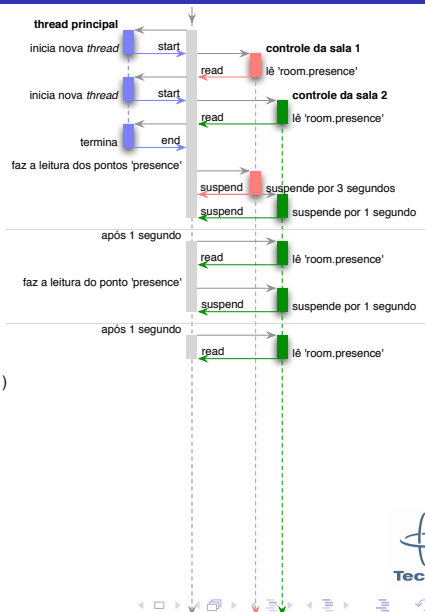 thread principal
inicia nova thread
start
controle da sala 1
read
lê 'room.presence'
inicia nova thread
start
controle da sala 2
read
lê 'room.presence'
termina
end
faz a leitura dos pontos 'presence'
suspend
suspende por 3 segundos
suspend
suspende por 1 segundo
após 1 segundo
read
lê 'room.presence'
faz a leitura do ponto 'presence'
suspend
suspende por 1 segundo
após 1 segundo
read
lê 'room.presence'
)
Tec